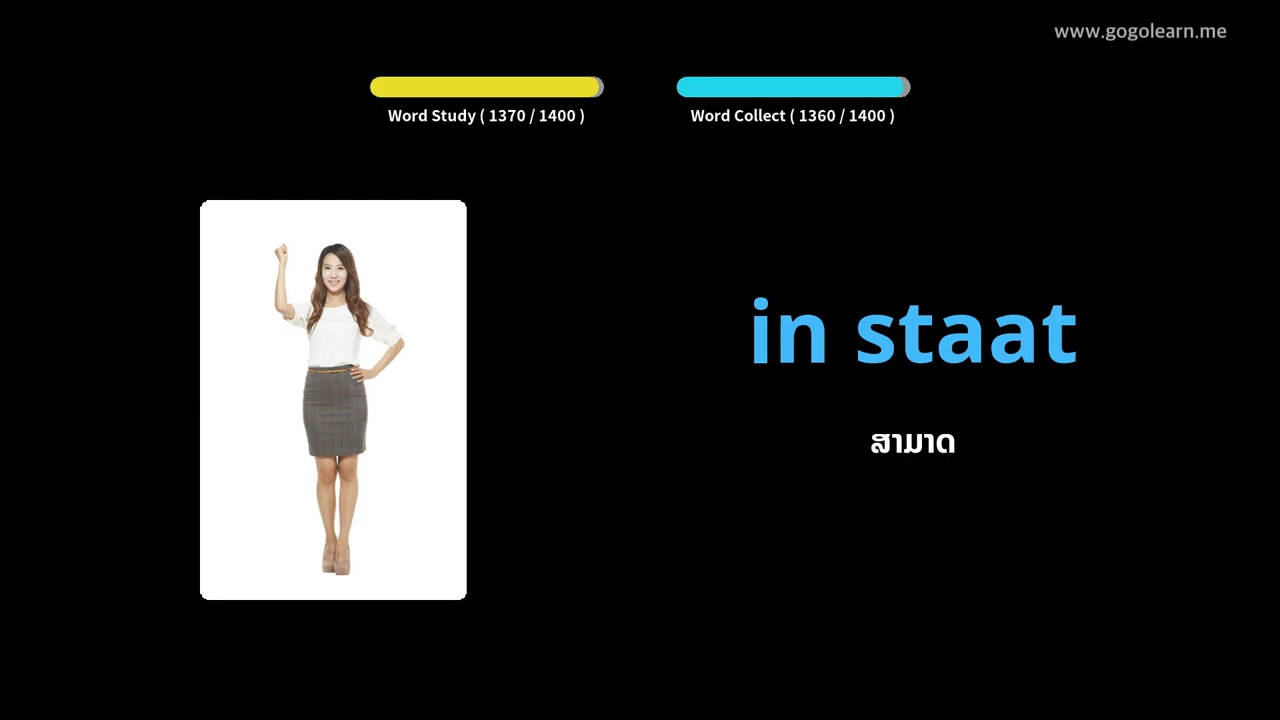 www.gogolearn.me
Word Study ( 1370 / 1400 )
Word Collect ( 1360 / 1400 )
in staat
ສາມາດ